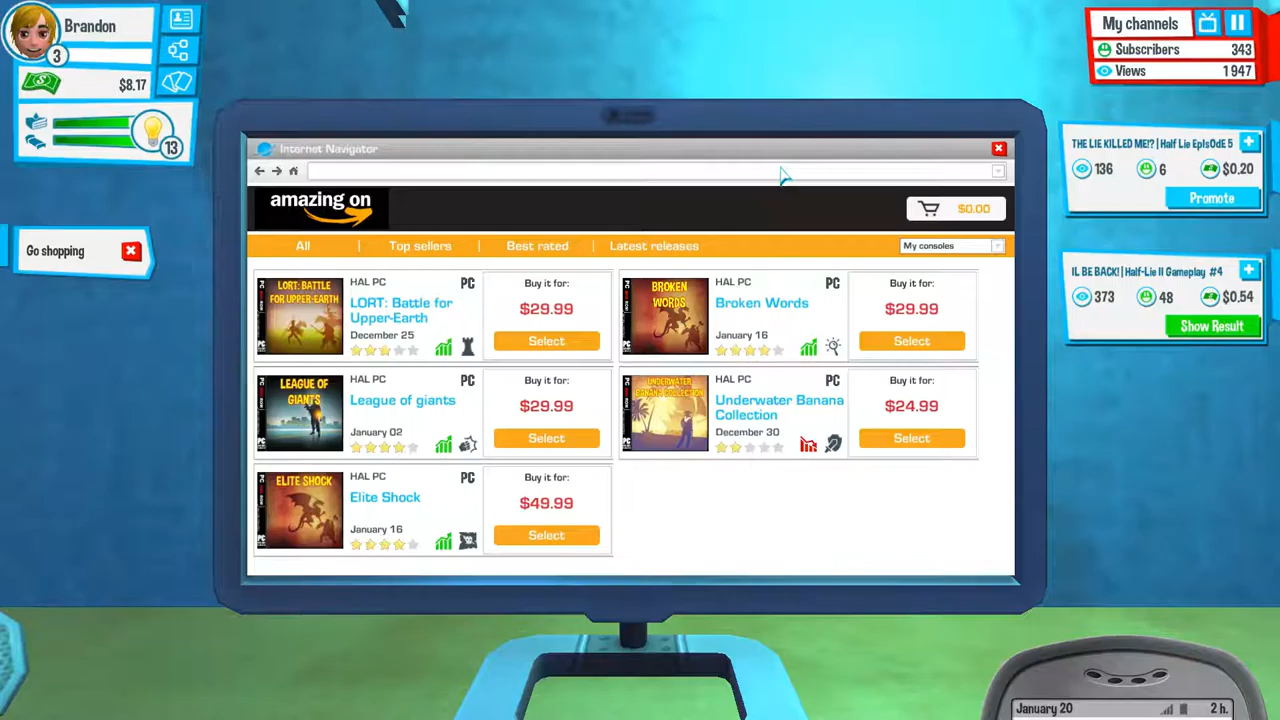 Brandon
3
$8.17
13
Go shopping
My channels
Subscribers 343
Views 1 947
THE LIE KILLED ME!? | Half Lie EpIsOdE 5
136 6 $0.20
Promote
IL BE BACK! | Half-Lie II Gameplay #4
373 48 $0.54
Show Result
Internet Navigator
amazing on
$0.00
All | Top sellers | Best rated | Latest releases
My consoles
LORT: BATTLE
FOR UPPER-EARTH
PC
HAL PC PC
LORT: Battle for
Upper-Earth
December 25
Buy it for:
$29.99
Select
BROKEN
WORDS
PC
HAL PC PC
Broken Words
January 16
Buy it for:
$29.99
Select
LEAGUE OF
GIANTS
PC
HAL PC PC
League of giants
January 02
Buy it for:
$29.99
Select
UNDERWATER
BANANA COLLECTION
PC
HAL PC PC
Underwater Banana
Collection
December 30
Buy it for:
$24.99
Select
ELITE SHOCK
PC
HAL PC PC
Elite Shock
January 16
Buy it for:
$49.99
Select
January 20 2 h.